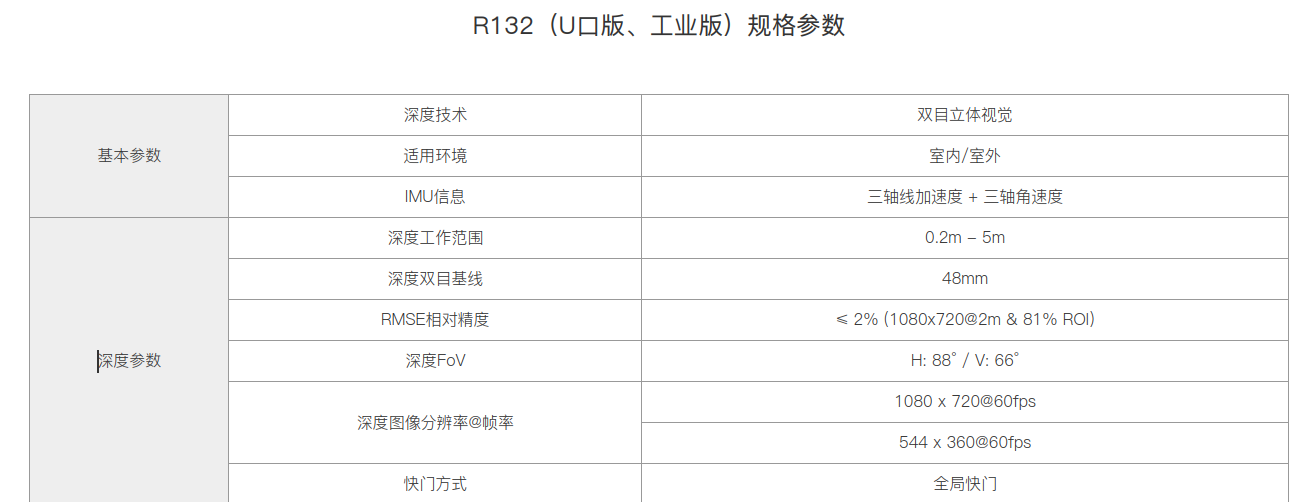 R132（U口版、工业版）规格参数
基本参数
深度技术
双目立体视觉
适用环境
室内/室外
IMU信息
三轴线加速度 + 三轴角速度
深度参数
深度工作范围
0.2m – 5m
深度双目基线
48mm
RMSE相对精度
⩽ 2% (1080x720@2m & 81% ROI)
深度FoV
H: 88° / V: 66°
深度图像分辨率@帧率
1080 x 720@60fps
544 x 360@60fps
快门方式
全局快门